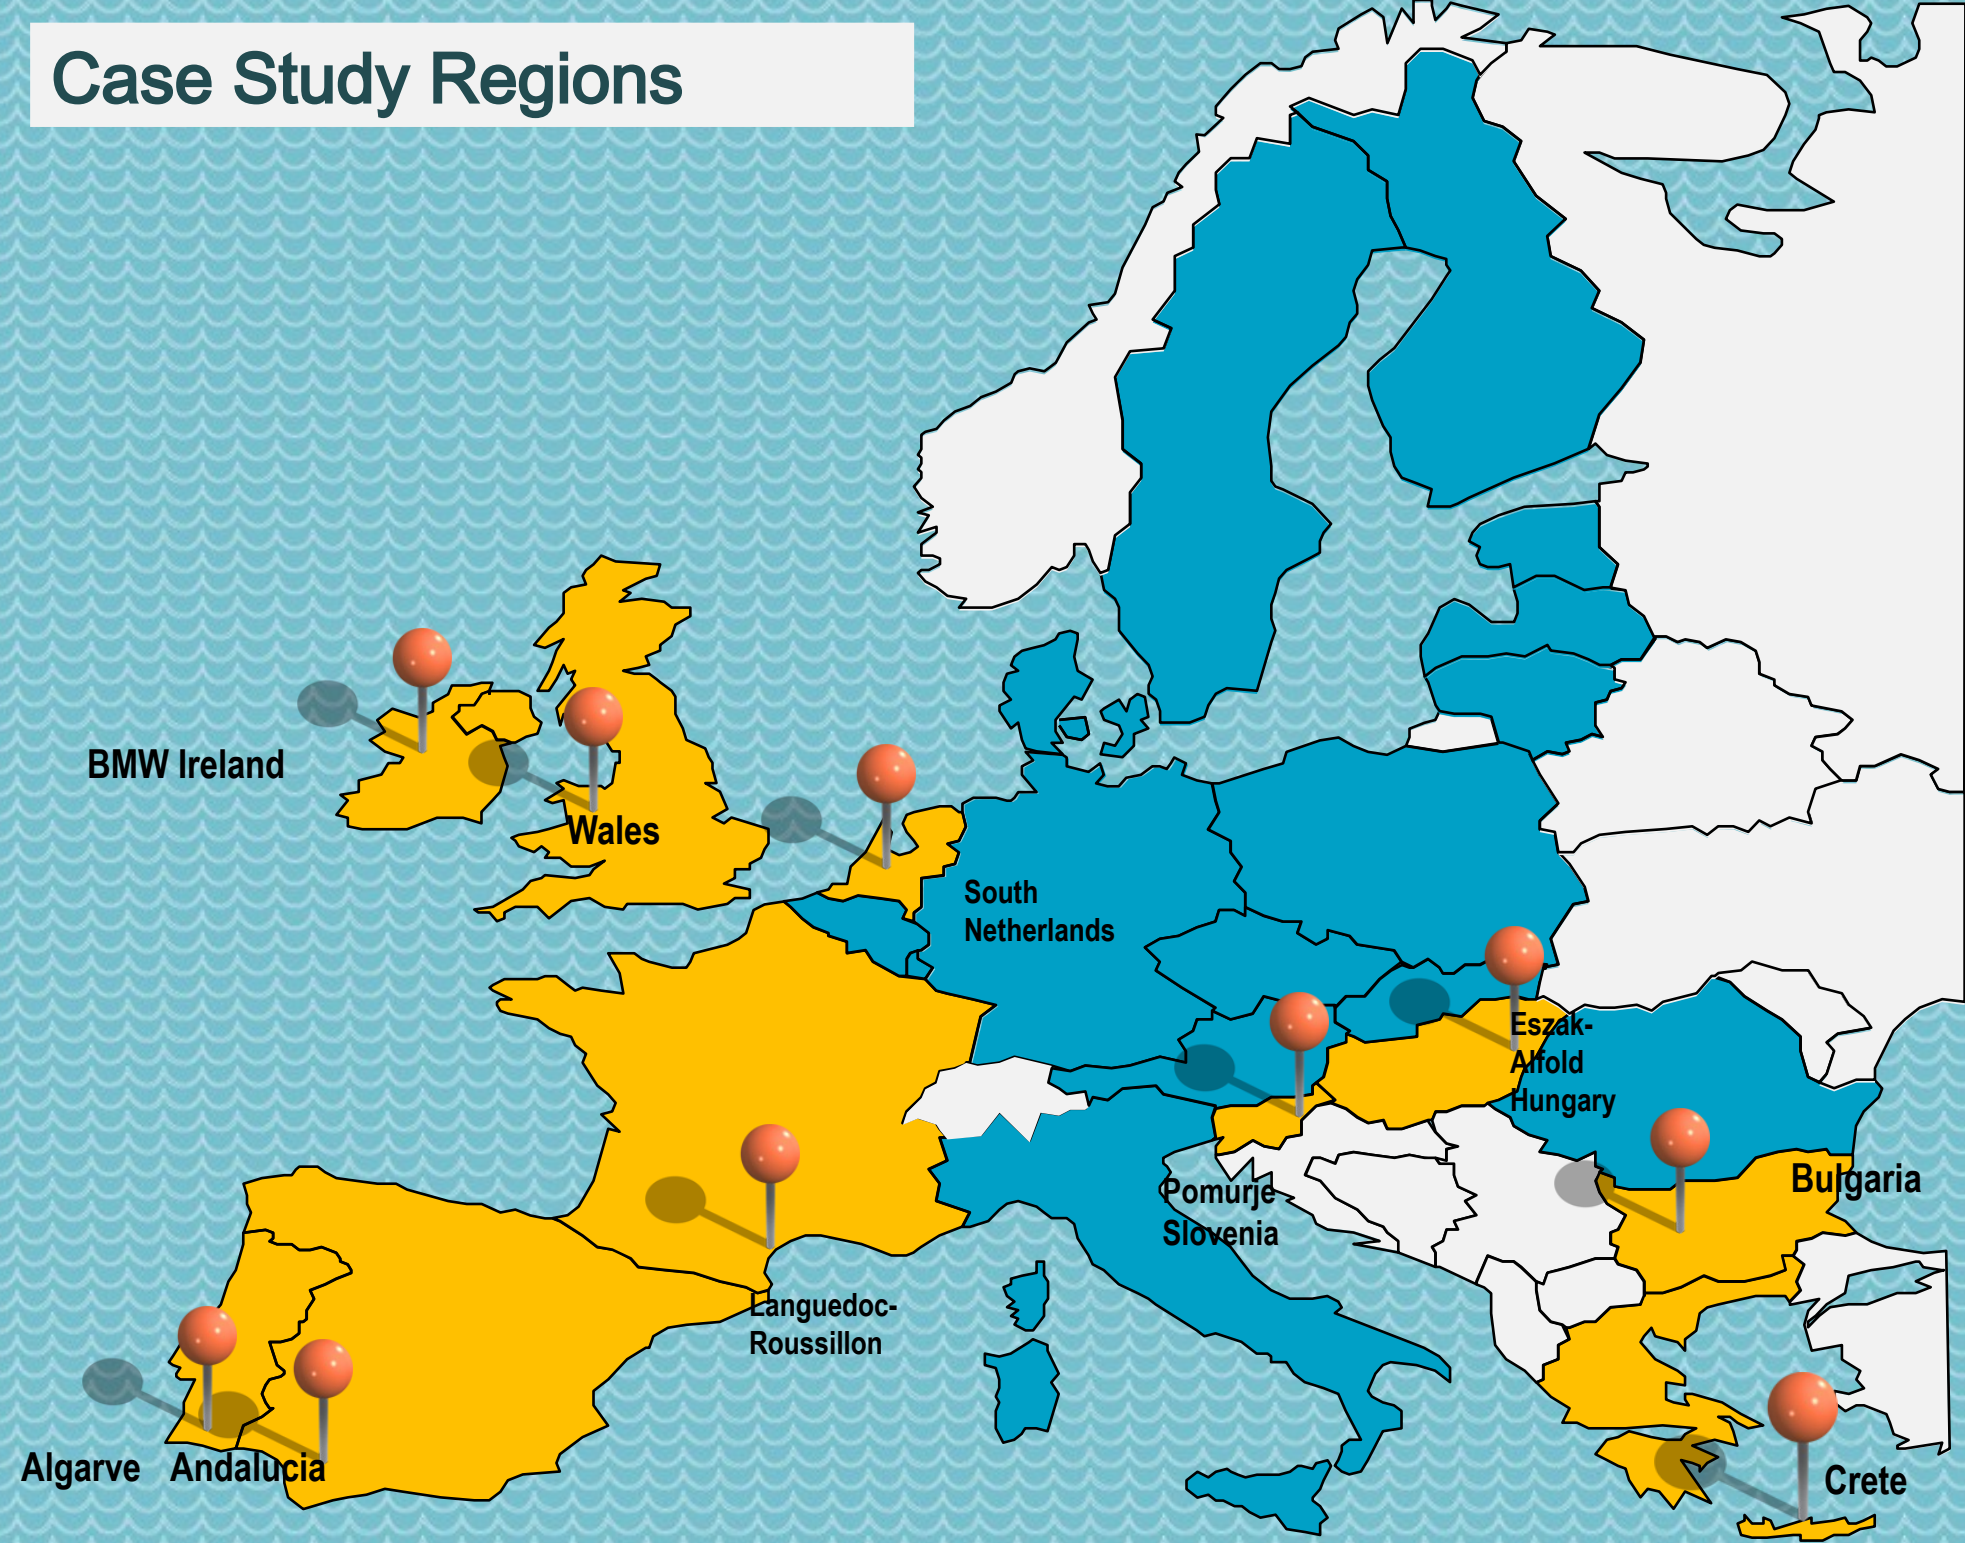 Case Study Regions
BMW Ireland
Wales
South
Netherlands
Eszak-
Alfold
Hungary
Pomurje
Slovenia
Bulgaria
Languedoc-
Roussillon
Algarve
Andalucia
Crete